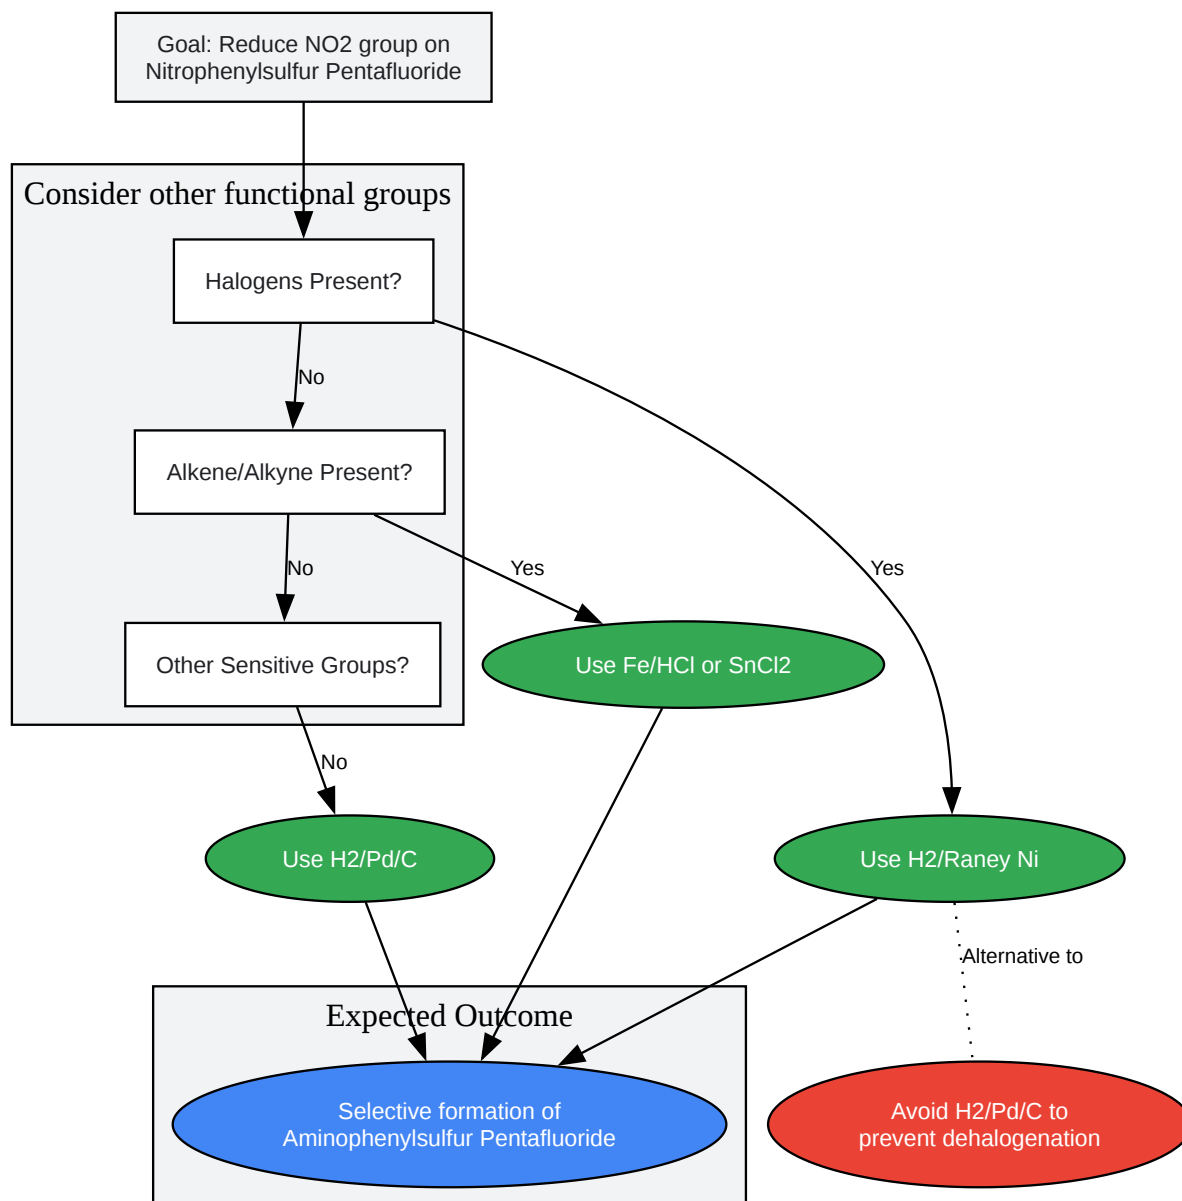 Goal: Reduce NO2 group on
Nitrophenylsulfur Pentafluoride
Consider other functional groups
Halogens Present?
No
Alkene/Alkyne Present?
No
Yes
Yes
Other Sensitive Groups?
Use Fe/HCl or SnCl2
No
Use H2/Pd/C
Use H2/Raney Ni
Alternative to
Expected Outcome
Selective formation of
Aminophenylsulfur Pentafluoride
Avoid H2/Pd/C to
prevent dehalogenation